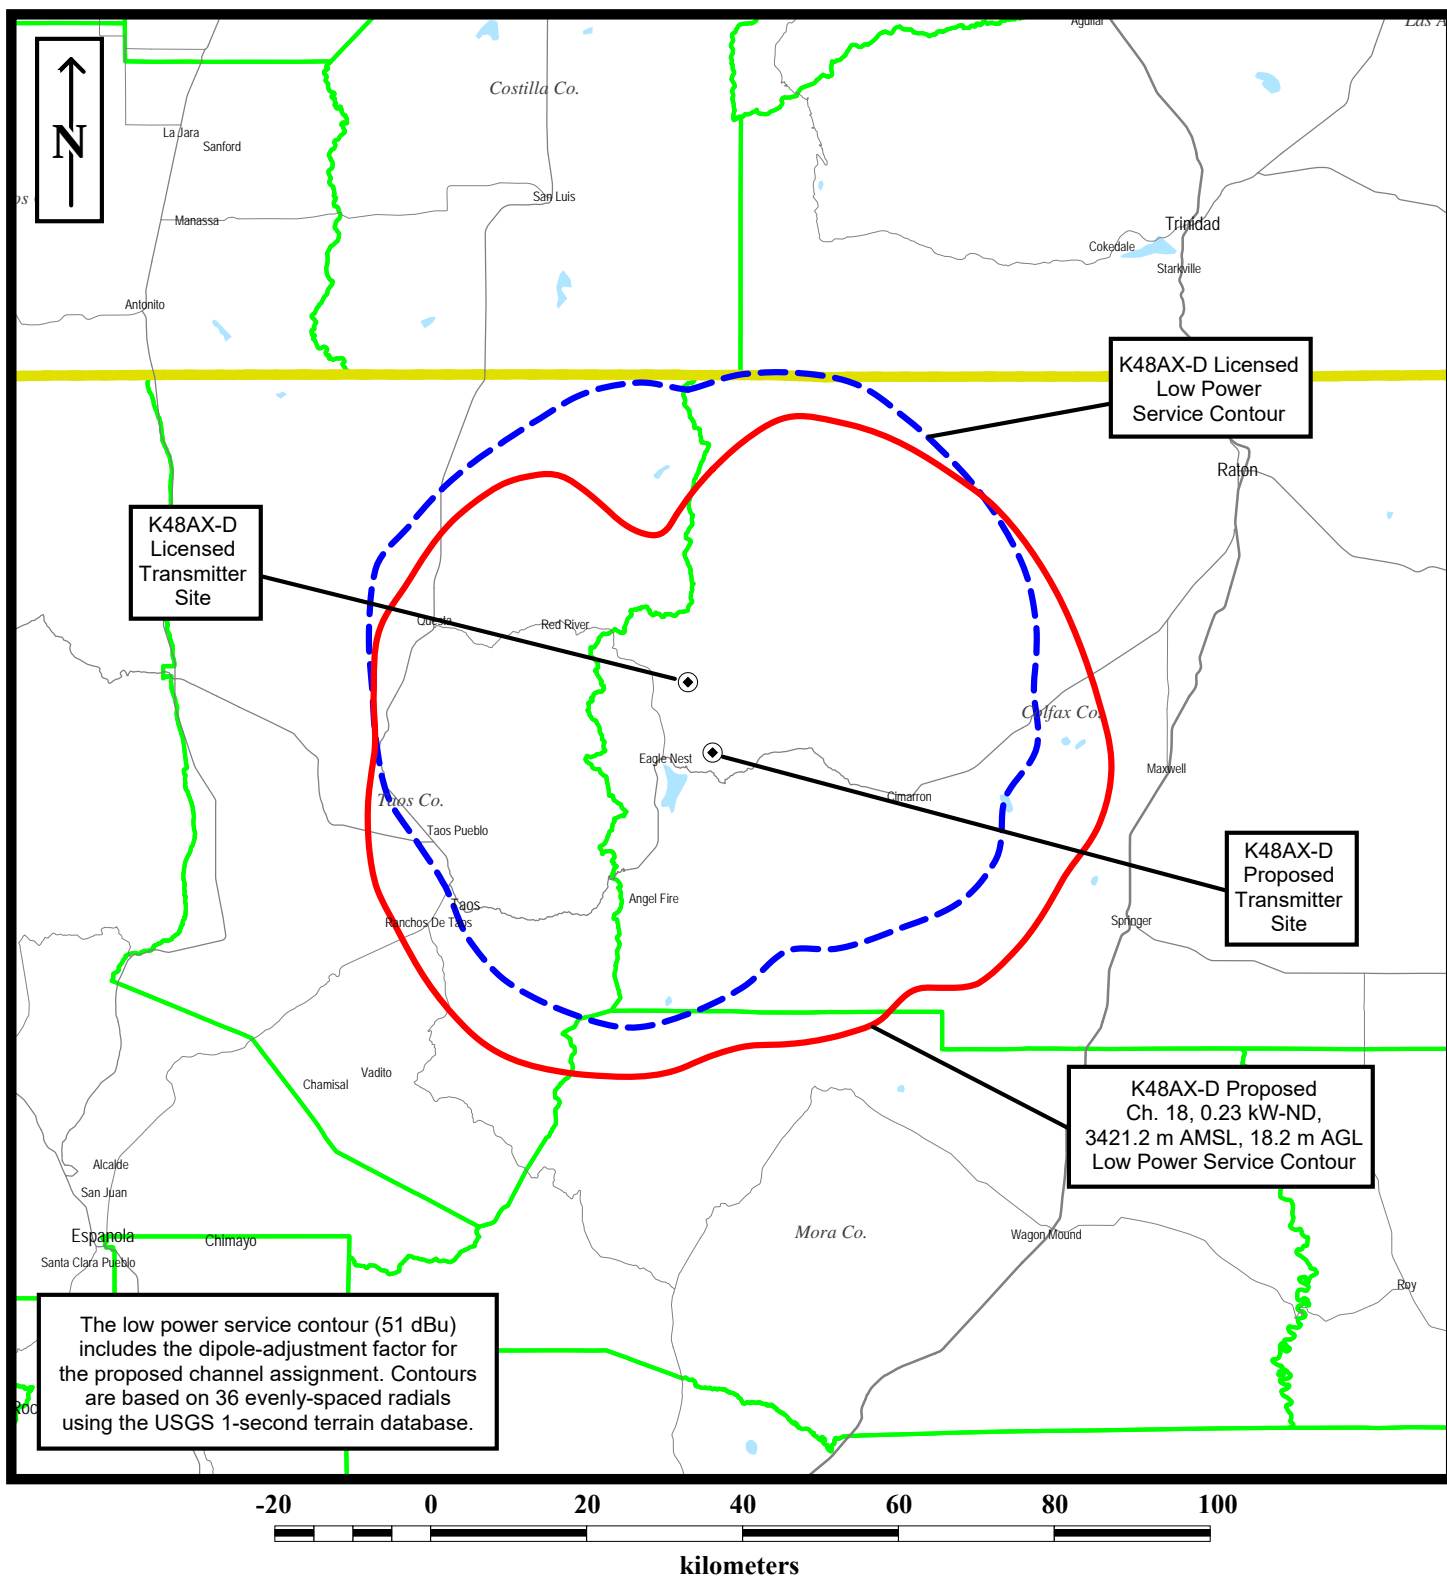 Aguilar
N
Costilla Co.
La Jara
Sanford
San Luis
Manassa
Trinidad
Cokedale
Starkville
Antonito
K48AX-D Licensed
Low Power
Service Contour
Raton
K48AX-D
Licensed
Transmitter
Site
Questa
Red River
Colfax Co.
Eagle Nest
Maxwell
Cimarron
Taos Co.
Taos Pueblo
K48AX-D
Proposed
Transmitter
Site
Angel Fire
Taos
Ranchos De Taos
Springer
Vadito
Chamisal
K48AX-D Proposed
Ch. 18, 0.23 kW-ND,
3421.2 m AMSL, 18.2 m AGL
Low Power Service Contour
Alcalde
San Juan
Espanola
Chimayo
Mora Co.
Wagon Mound
Santa Clara Pueblo
Roy
The low power service contour (51 dBu)
includes the dipole-adjustment factor for
the proposed channel assignment. Contours
are based on 36 evenly-spaced radials
using the USGS 1-second terrain database.
-20 0 20 40 60 80 100
kilometers